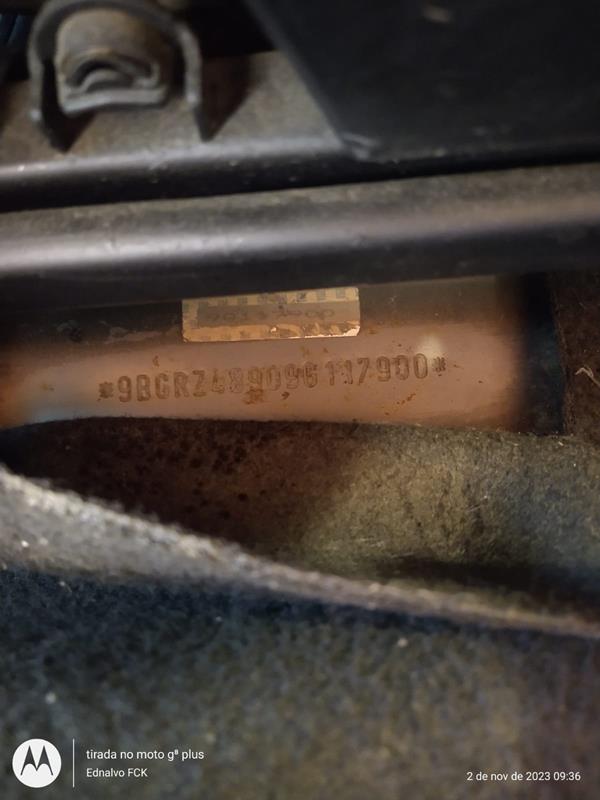 *9BGRZ48909G117900*
tirada no moto g⁸ plus
Ednalvo FCK
2 de nov de 2023 09:36